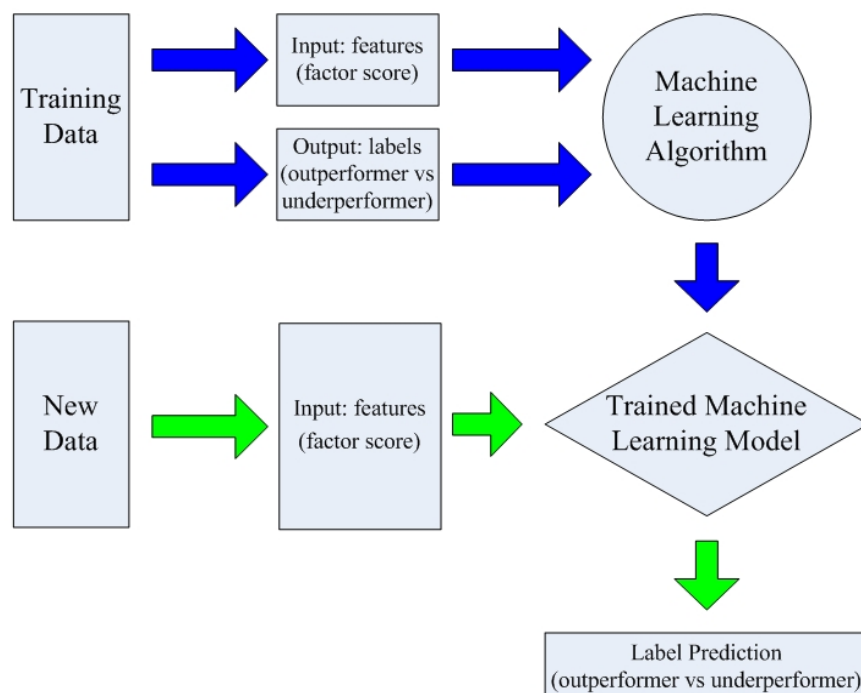 Training
Data
Input: features
(factor score)
Output: labels
(outperformer vs
underperformer)
Machine
Learning
Algorithm
New
Data
Input: features
(factor score)
Trained Machine
Learning Model
Label Prediction
(outperformer vs underperformer)